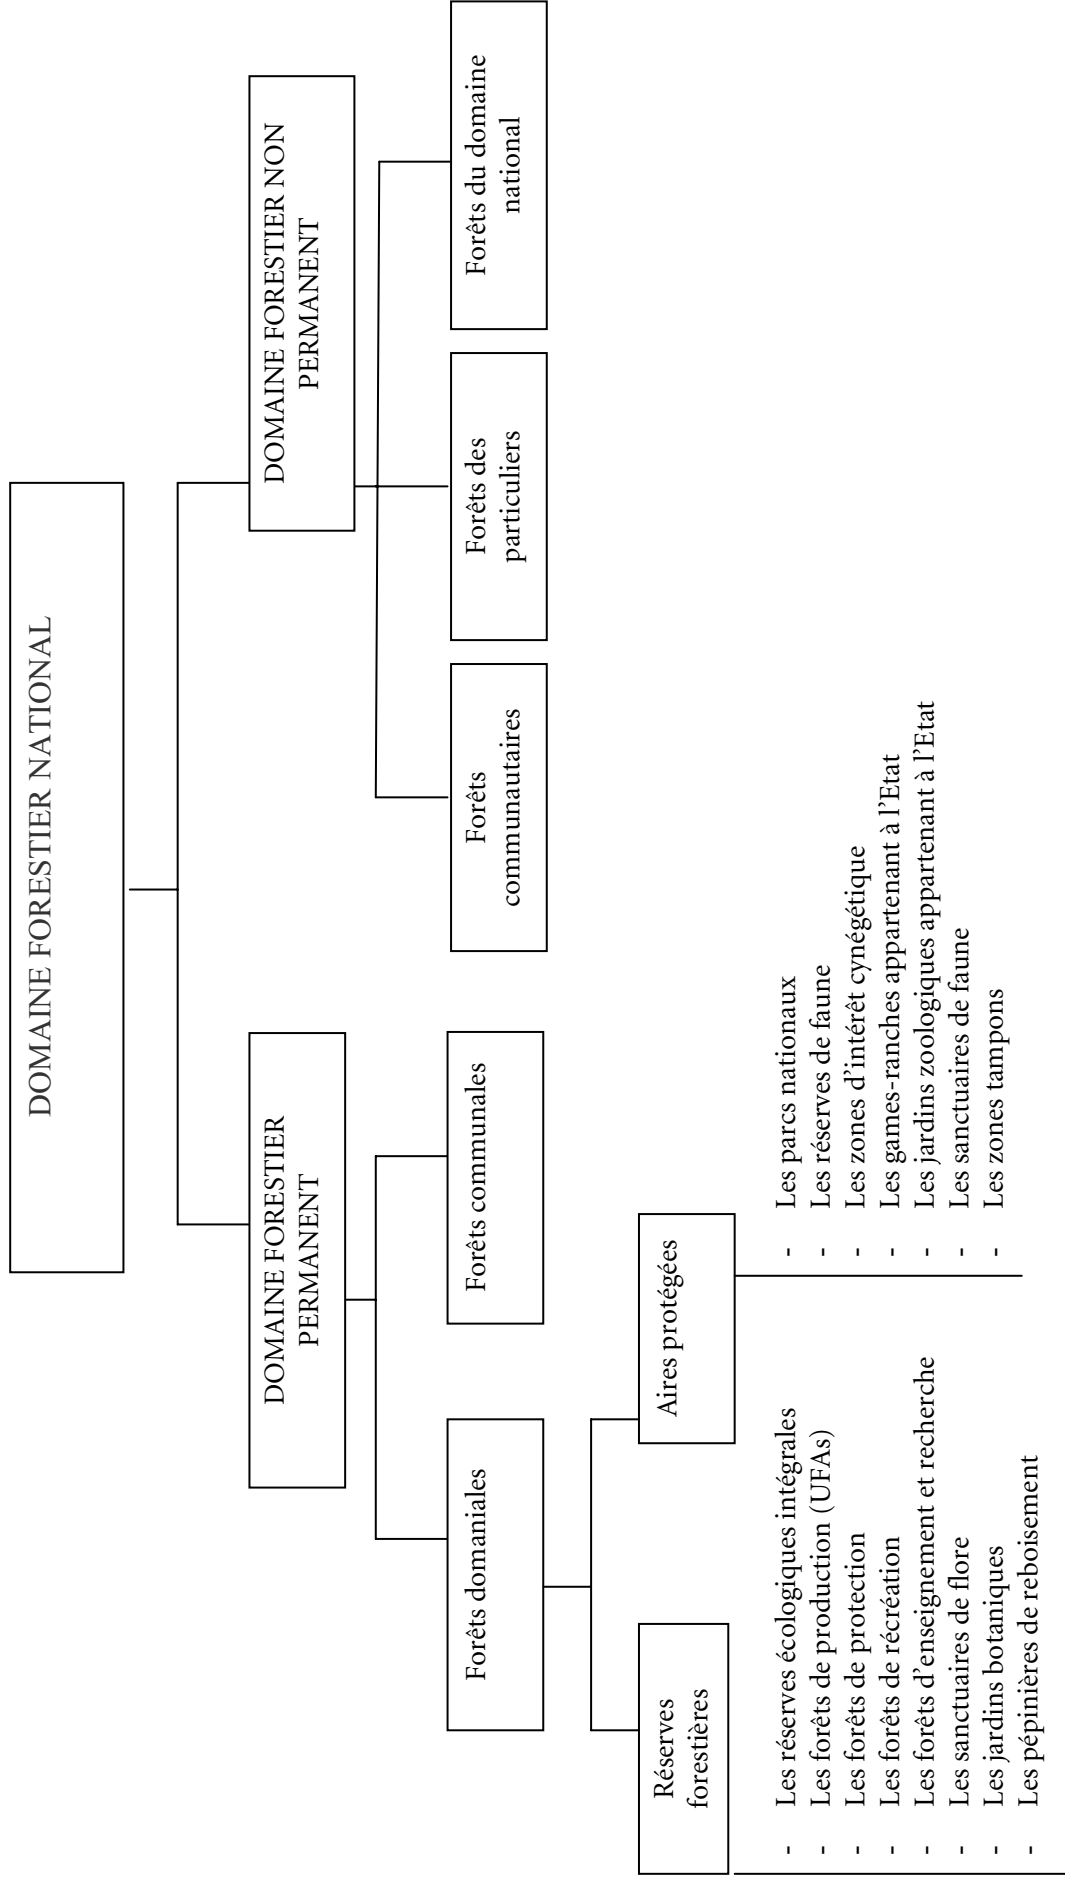 DOMAINE FORESTIER NATIONAL
DOMAINE FORESTIER
PERMANENT
DOMAINE FORESTIER NON
PERMANENT
Forêts domaniales
Forêts communales
Forêts
communautaires
Forêts des
particuliers
Forêts du domaine
national
Réserves
forestières
Aires protégées
- Les réserves écologiques intégrales
- Les forêts de production (UFAs)
- Les forêts de protection
- Les forêts de récréation
- Les forêts d'enseignement et recherche
- Les sanctuaires de flore
- Les jardins botaniques
- Les pépinières de reboisement
- Les parcs nationaux
- Les réserves de faune
- Les zones d'intérêt cynégétique
- Les games-ranches appartenant à l'Etat
- Les jardins zoologiques appartenant à l'Etat
- Les sanctuaires de faune
- Les zones tampons